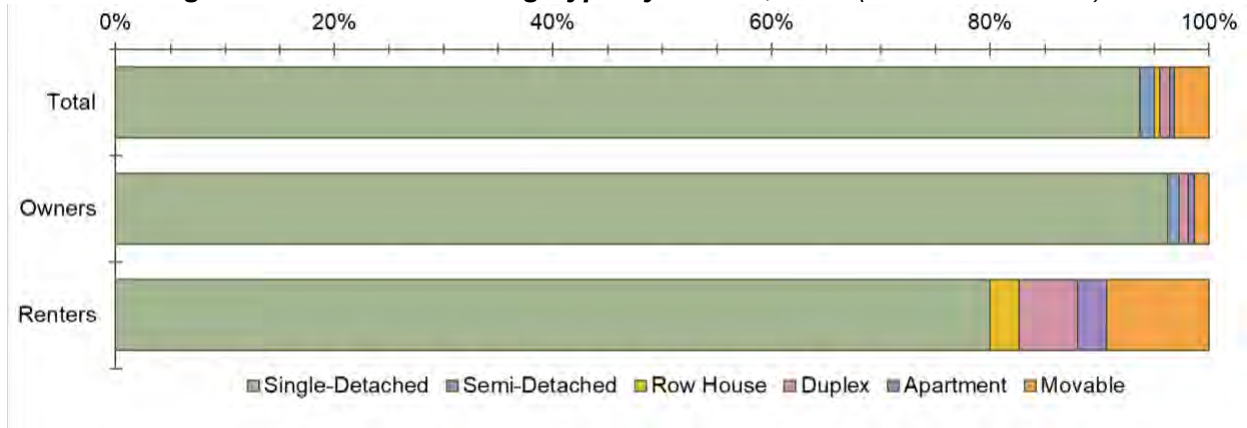 0% 20% 40% 60% 80% 100%
Total
Owners
Renters
Single-Detached Semi-Detached Row House Duplex Apartment Movable